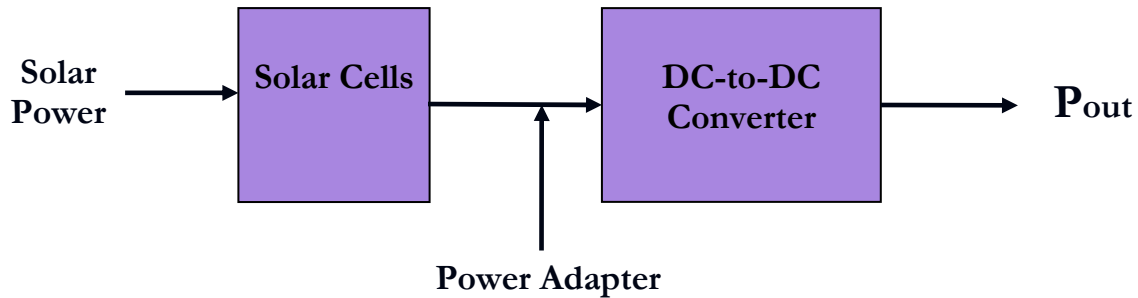 Solar
Power
Solar Cells
DC-to-DC
Converter
Pout
Power Adapter